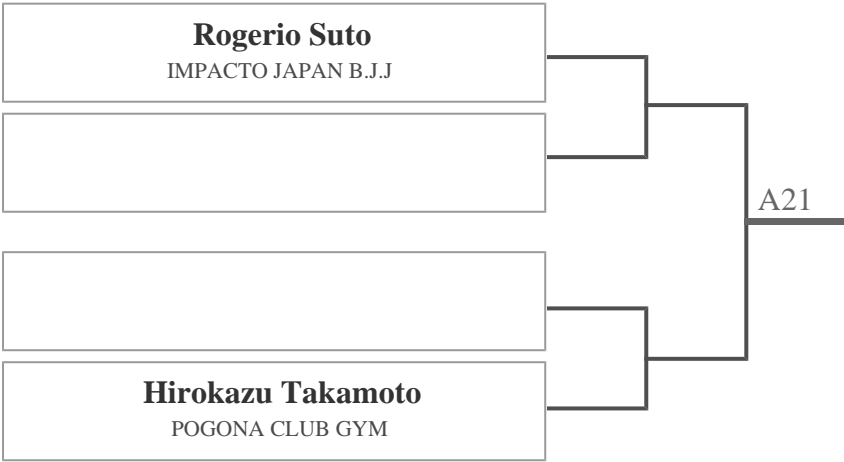 Rogerio Suto
IMPACTO JAPAN B.J.J
A21
Hirokazu Takamoto
POGONA CLUB GYM